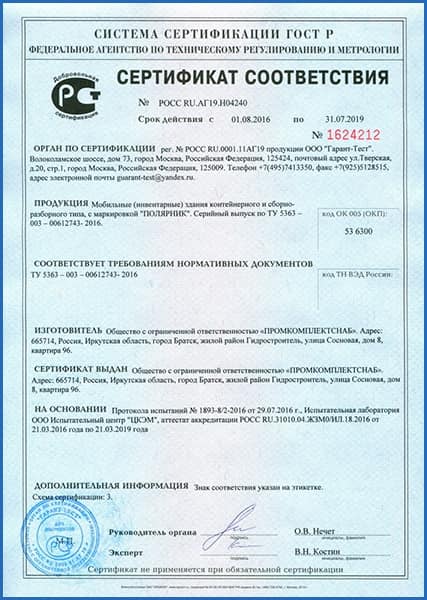 СИСТЕМА СЕРТИФИКАЦИИ ГОСТ Р
ФЕДЕРАЛЬНОЕ АГЕНТСТВО ПО ТЕХНИЧЕСКОМУ РЕГУЛИРОВАНИЮ И МЕТРОЛОГИИ
Добровольная
сертификация
СЕРТИФИКАТ СООТВЕТСТВИЯ
№ РОСС RU.АГ19.Н04240
Срок действия с 01.08.2016 по 31.07.2019
№ 1624212
ОРГАН ПО СЕРТИФИКАЦИИ рег. № РОСС RU.0001.11АГ19 продукции ООО "Гарант-Тест".
Волоколамское шоссе, дом 73, город Москва, Российская Федерация, 125424, почтовый адрес ул.Тверская,
д.20, стр.1, город Москва, Российская Федерация, 125009. Телефон +7(495)7413350, факс +7(925)5128515,
адрес электронной почты guarant-test@yandex.ru.
ПРОДУКЦИЯ Мобильные (инвентарные) здания контейнерного и сборно-
разборного типа, с маркировкой "ПОЛЯРНИК". Серийный выпуск по ТУ 5363 –
003 – 00612743- 2016.
код ОК 005 (ОКП):
53 6300
СООТВЕТСТВУЕТ ТРЕБОВАНИЯМ НОРМАТИВНЫХ ДОКУМЕНТОВ
ТУ 5363 – 003 – 00612743- 2016
код ТН ВЭД России:
ИЗГОТОВИТЕЛЬ Общество с ограниченной ответственностью «ПРОМКОМПЛЕКТСНАБ». Адрес:
665714, Россия, Иркутская область, город Братск, жилой район Гидростроитель, улица Сосновая, дом 8,
квартира 96.
СЕРТИФИКАТ ВЫДАН Общество с ограниченной ответственностью «ПРОМКОМПЛЕКТСНАБ».
Адрес: 665714, Россия, Иркутская область, город Братск, жилой район Гидростроитель, улица Сосновая, дом
8, квартира 96.
НА ОСНОВАНИИ Протокола испытаний № 1893-8/2-2016 от 29.07.2016 г., Испытательная лаборатория
ООО Испытательный центр "ЦСЭМ", аттестат аккредитации РОСС RU.31010.04.ЖЗМ0/ИЛ.18.2016 от
21.03.2016 года по 21.03.2019 года
ДОПОЛНИТЕЛЬНАЯ ИНФОРМАЦИЯ Знак соответствия указан на этикетке.
Схема сертификации: 3.
"ГАРАНТ-ТЕСТ"
М.П.
Руководитель органа
подпись
О.В. Нечет
инициалы, фамилия
Эксперт
подпись
В.Н. Костин
инициалы, фамилия
Сертификат не применяется при обязательной сертификации